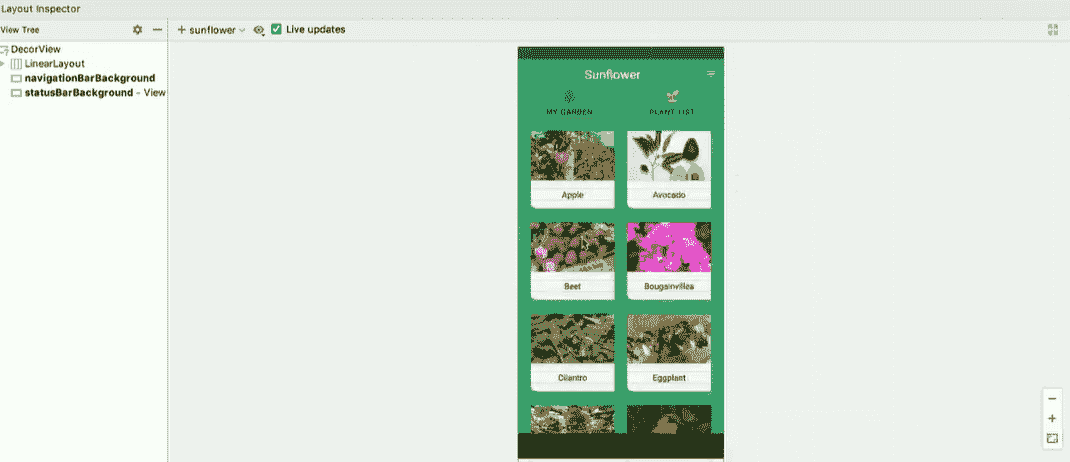 Layout Inspector
View Tree
sunflower
Live updates
DecorView
LinearLayout
navigationBarBackground
statusBarBackground - View
Sunflower
MY GARDEN
PLANT LIST
Apple
Avocado
Beet
Bougainvillea
Cilantro
Eggplant